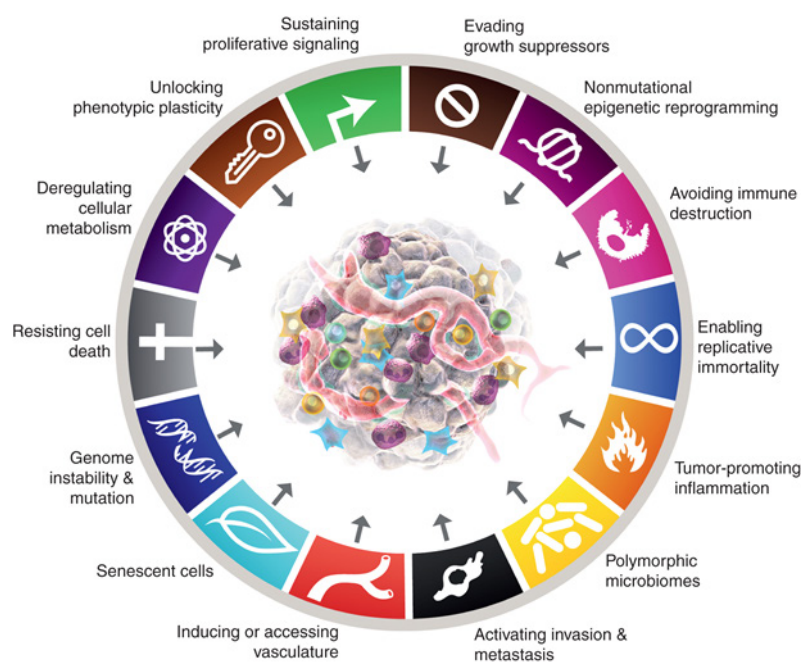 Sustaining
proliferative signaling
Evading
growth suppressors
Nonmutational
epigenetic reprogramming
Avoiding immune
destruction
Enabling
replicative
immortality
Tumor-promoting
inflammation
Polymorphic
microbiomes
Activating invasion &
metastasis
Inducing or accessing
vasculature
Senescent cells
Genome
instability &
mutation
Resisting cell
death
Deregulating
cellular
metabolism
Unlocking
phenotypic plasticity